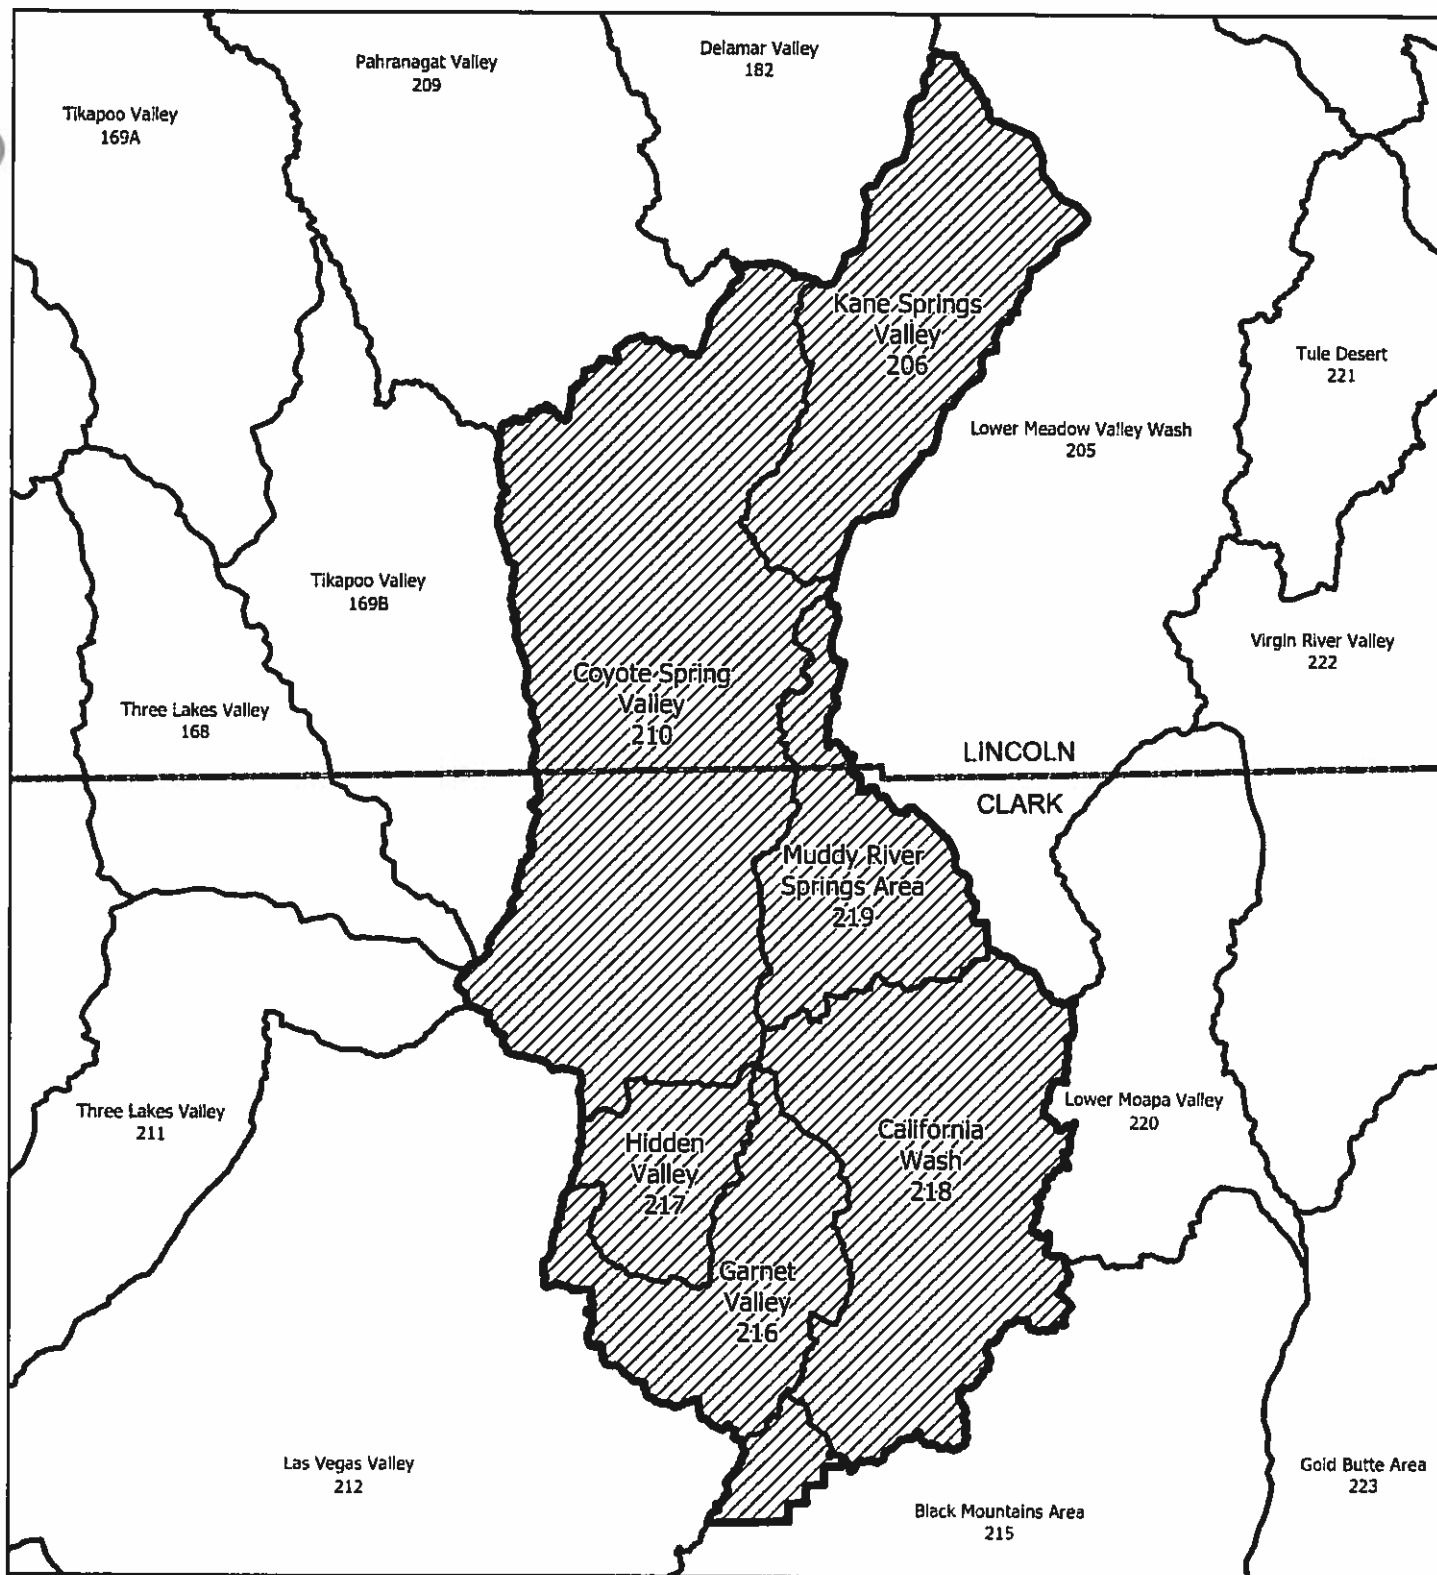 Delamar Valley
182
Pahranagat Valley
209
Tikapoo Valley
169A
Kane Springs
Valley
206
Tule Desert
221
Lower Meadow Valley Wash
205
Tikapoo Valley
169B
Virgin River Valley
222
Coyote Spring
Valley
210
Three Lakes Valley
168
LINCOLN
CLARK
Muddy River
Springs Area
219
Three Lakes Valley
211
Lower Moapa Valley
220
Hidden
Valley
217
California
Wash
218
Garnet
Valley
216
Las Vegas Valley
212
Gold Butte Area
223
Black Mountains Area
215